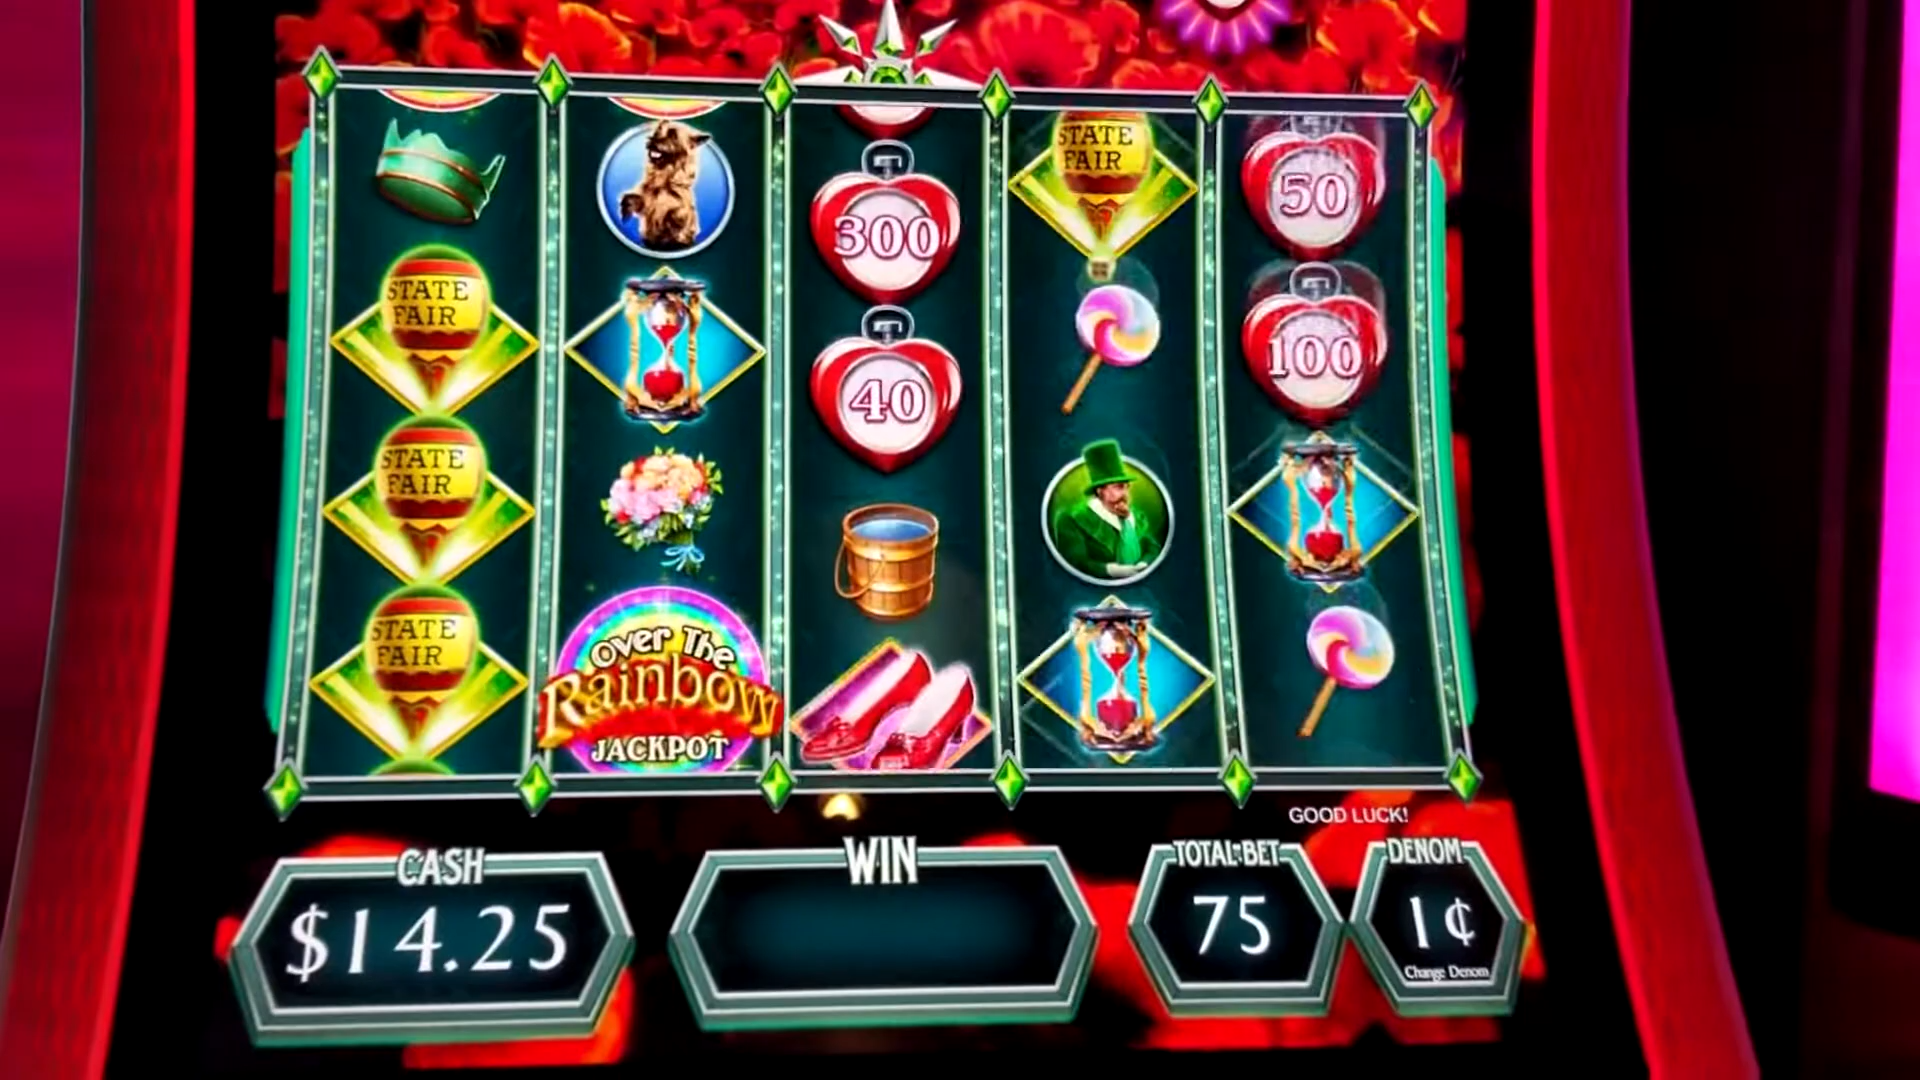 STATE
FAIR
50
300
STATE
FAIR
100
40
STATE
FAIR
STATE
FAIR
OVER THE
Rainbow
JACKPOT
GOOD LUCK!
CASH
$14.25
WIN
TOTAL BET
75
DENOM
1¢
Change Denom